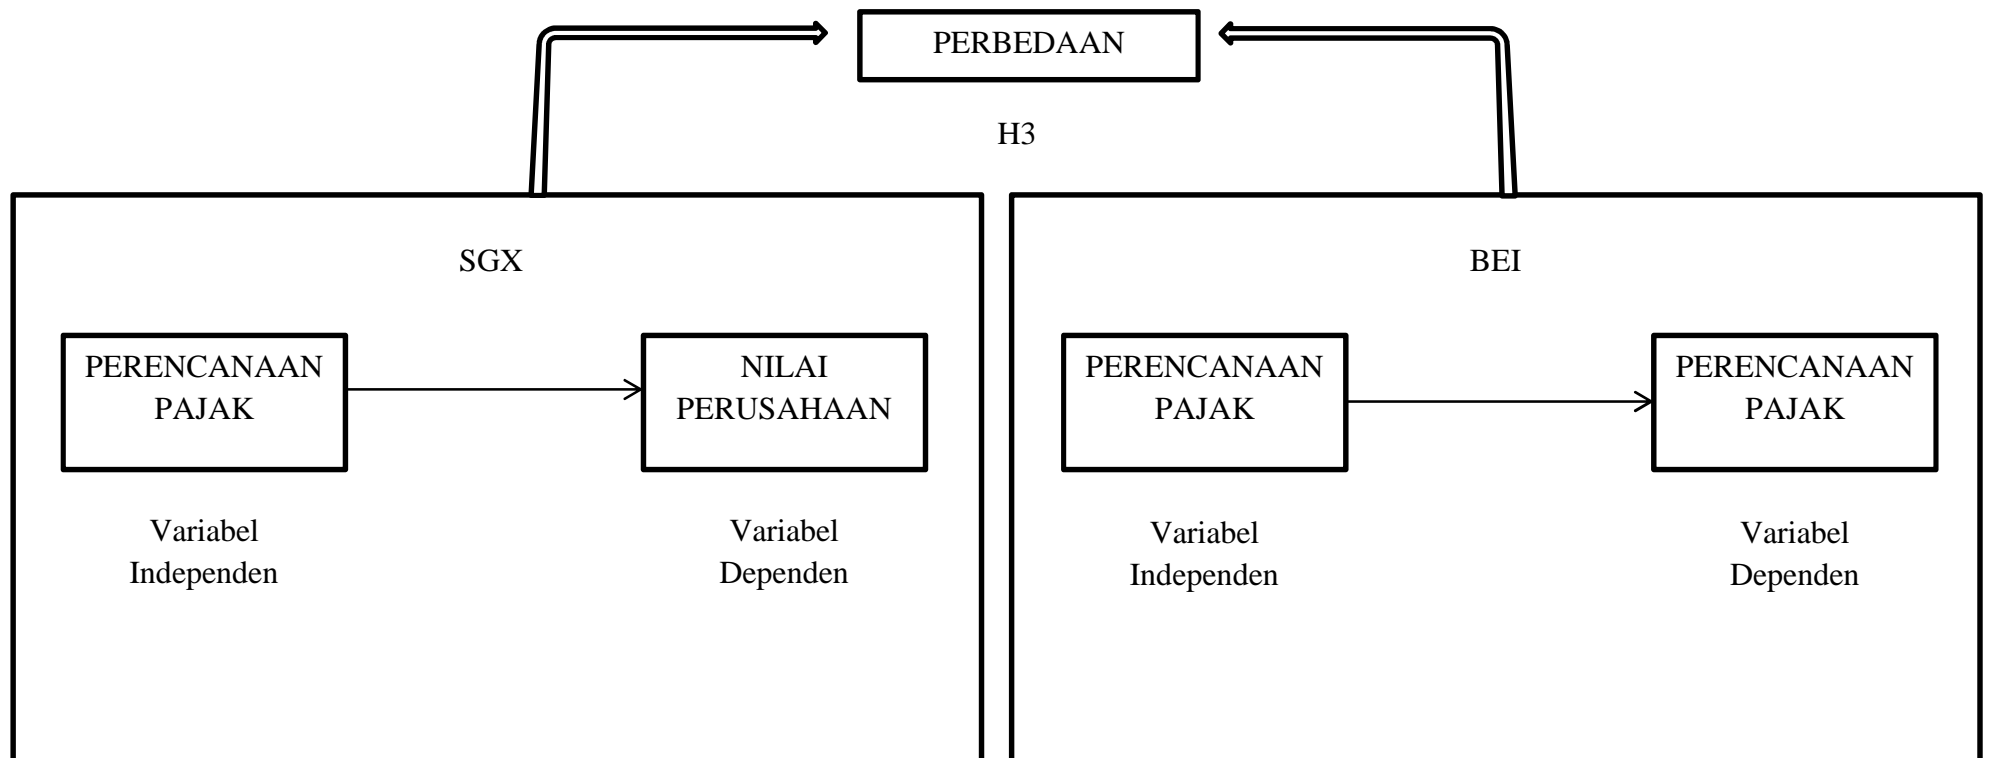 PERBEDAAN
H3
SGX
PERENCANAAN
PAJAK
NILAI
PERUSAHAAN
Variabel
Independen
Variabel
Dependen
BEI
PERENCANAAN
PAJAK
PERENCANAAN
PAJAK
Variabel
Independen
Variabel
Dependen